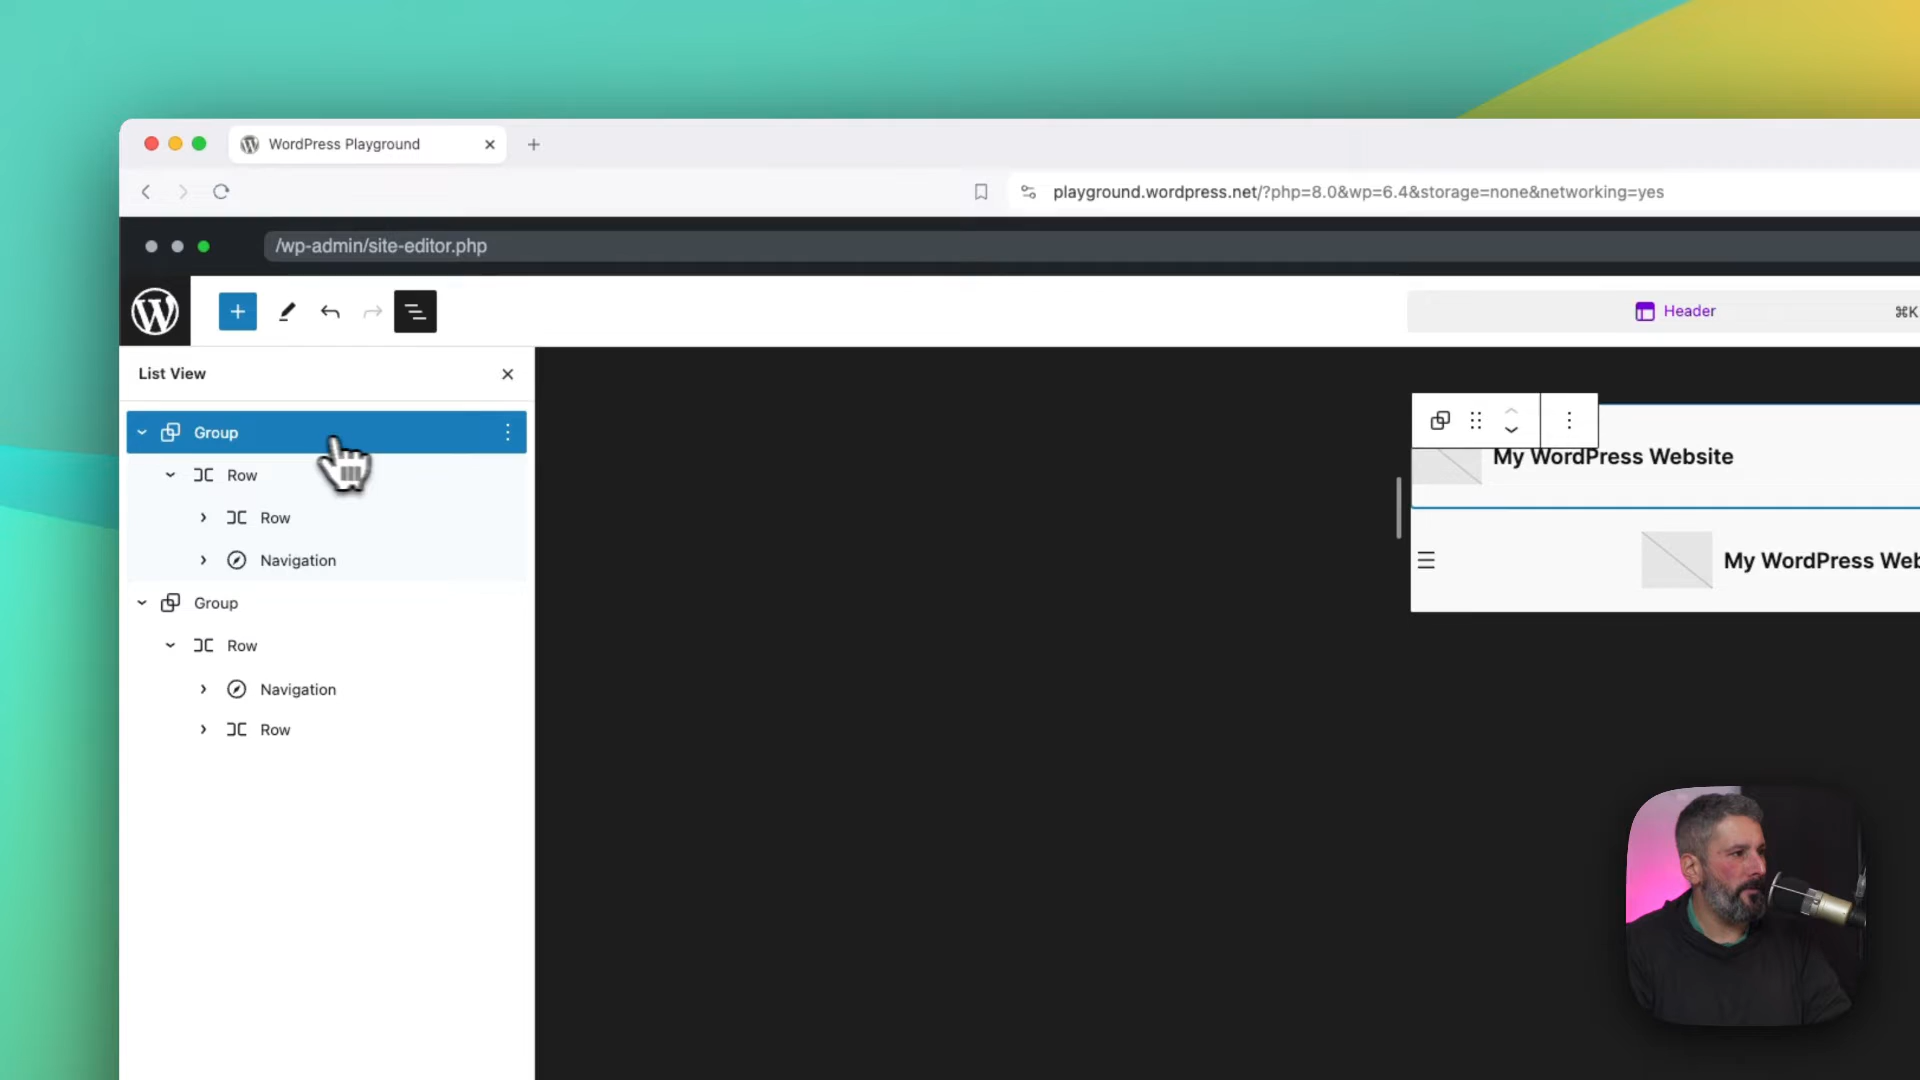 WordPress Playground
playground.wordpress.net/?php=8.0&wp=6.4&storage=none&networking=yes
/wp-admin/site-editor.php
Header
⌘K
List View
Group
Row
Row
Navigation
Group
Row
Navigation
Row
My WordPress Website
My WordPress Web